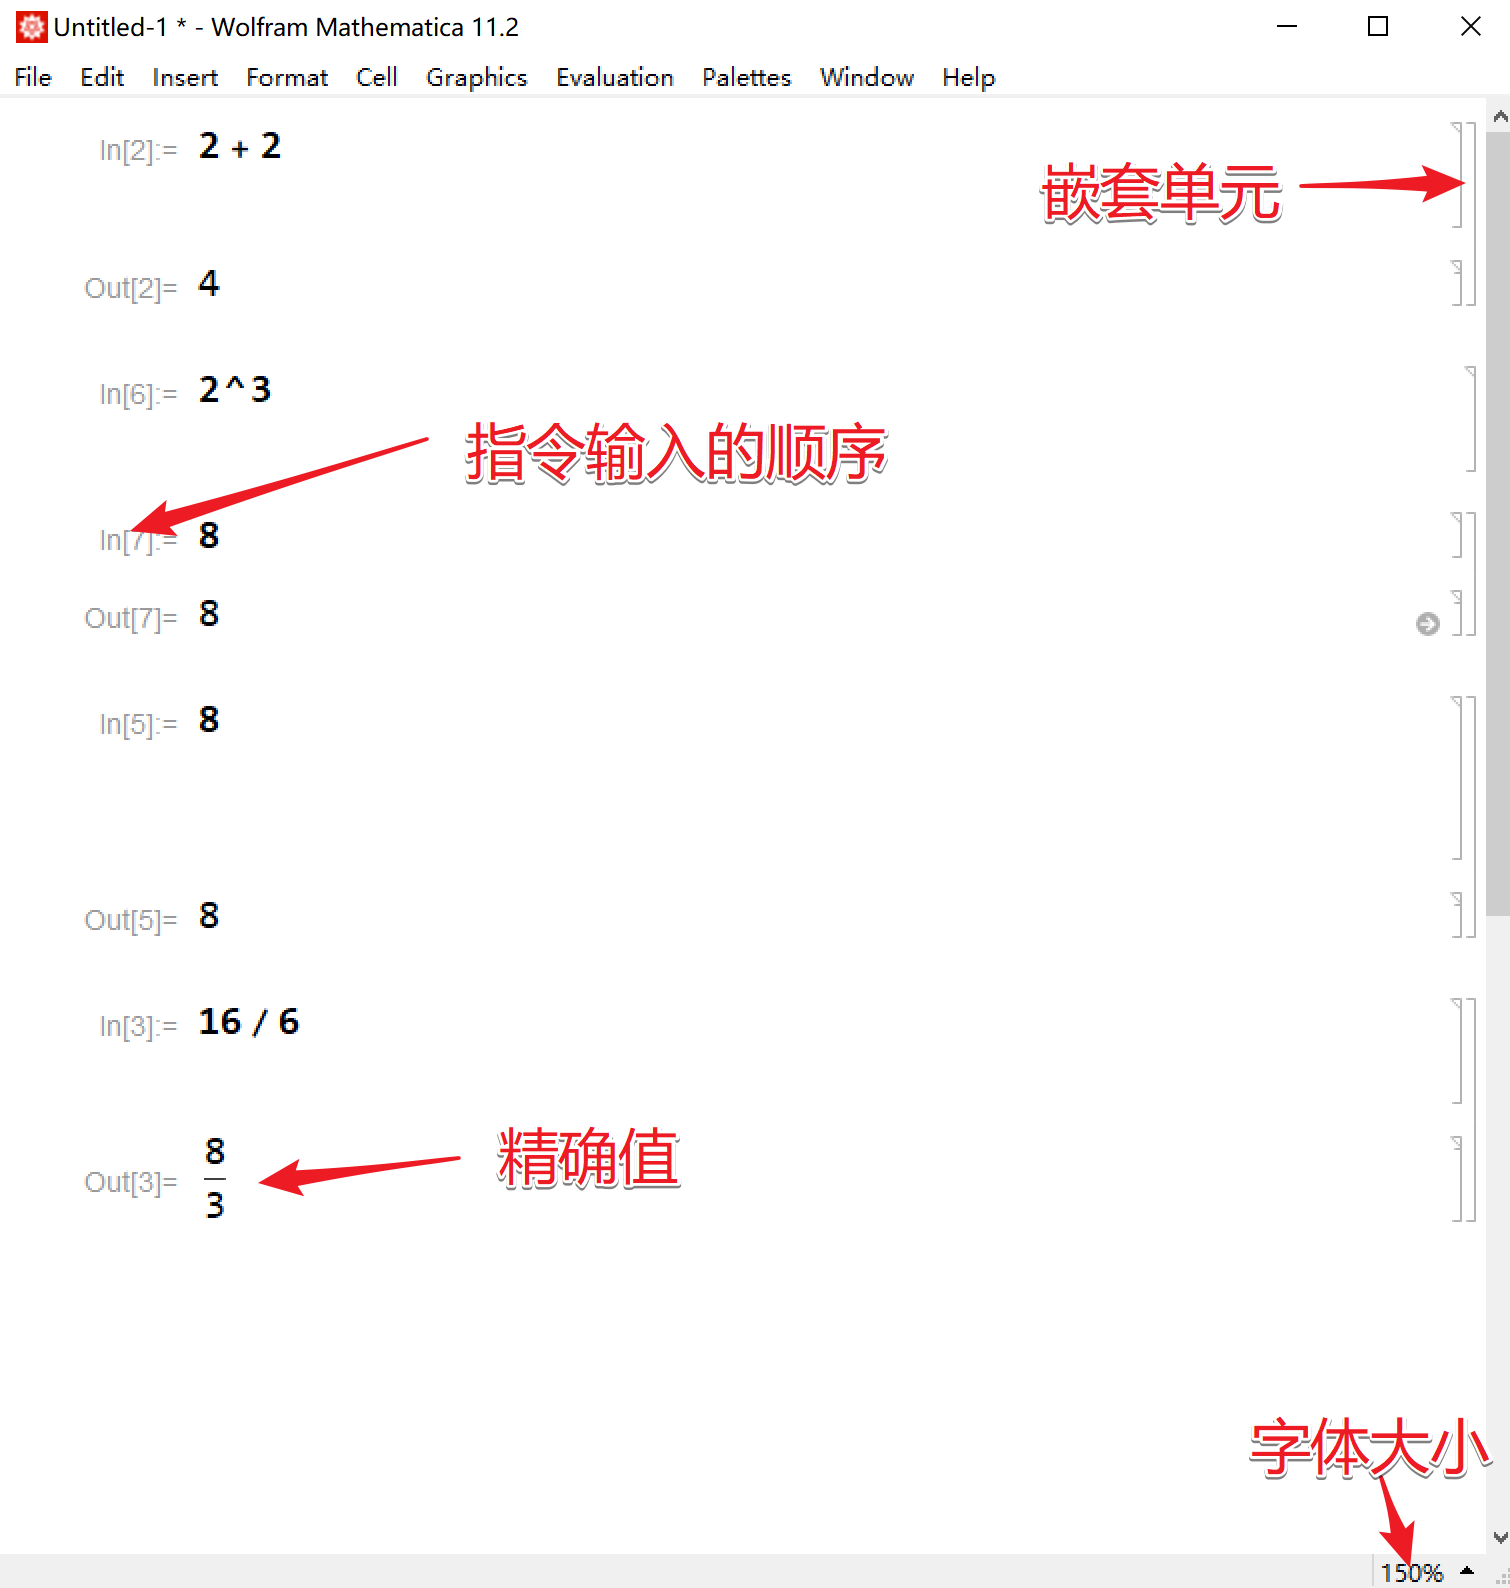 Untitled-1 * - Wolfram Mathematica 11.2
File Edit Insert Format Cell Graphics Evaluation Palettes Window Help
In[2]:= 2 + 2
嵌套单元
Out[2]= 4
In[6]:= 2^3
指令输入的顺序
In[7]:= 8
Out[7]= 8
In[5]:= 8
Out[5]= 8
In[3]:= 16 / 6
精确值
Out[3]= 8
3
字体大小
150%